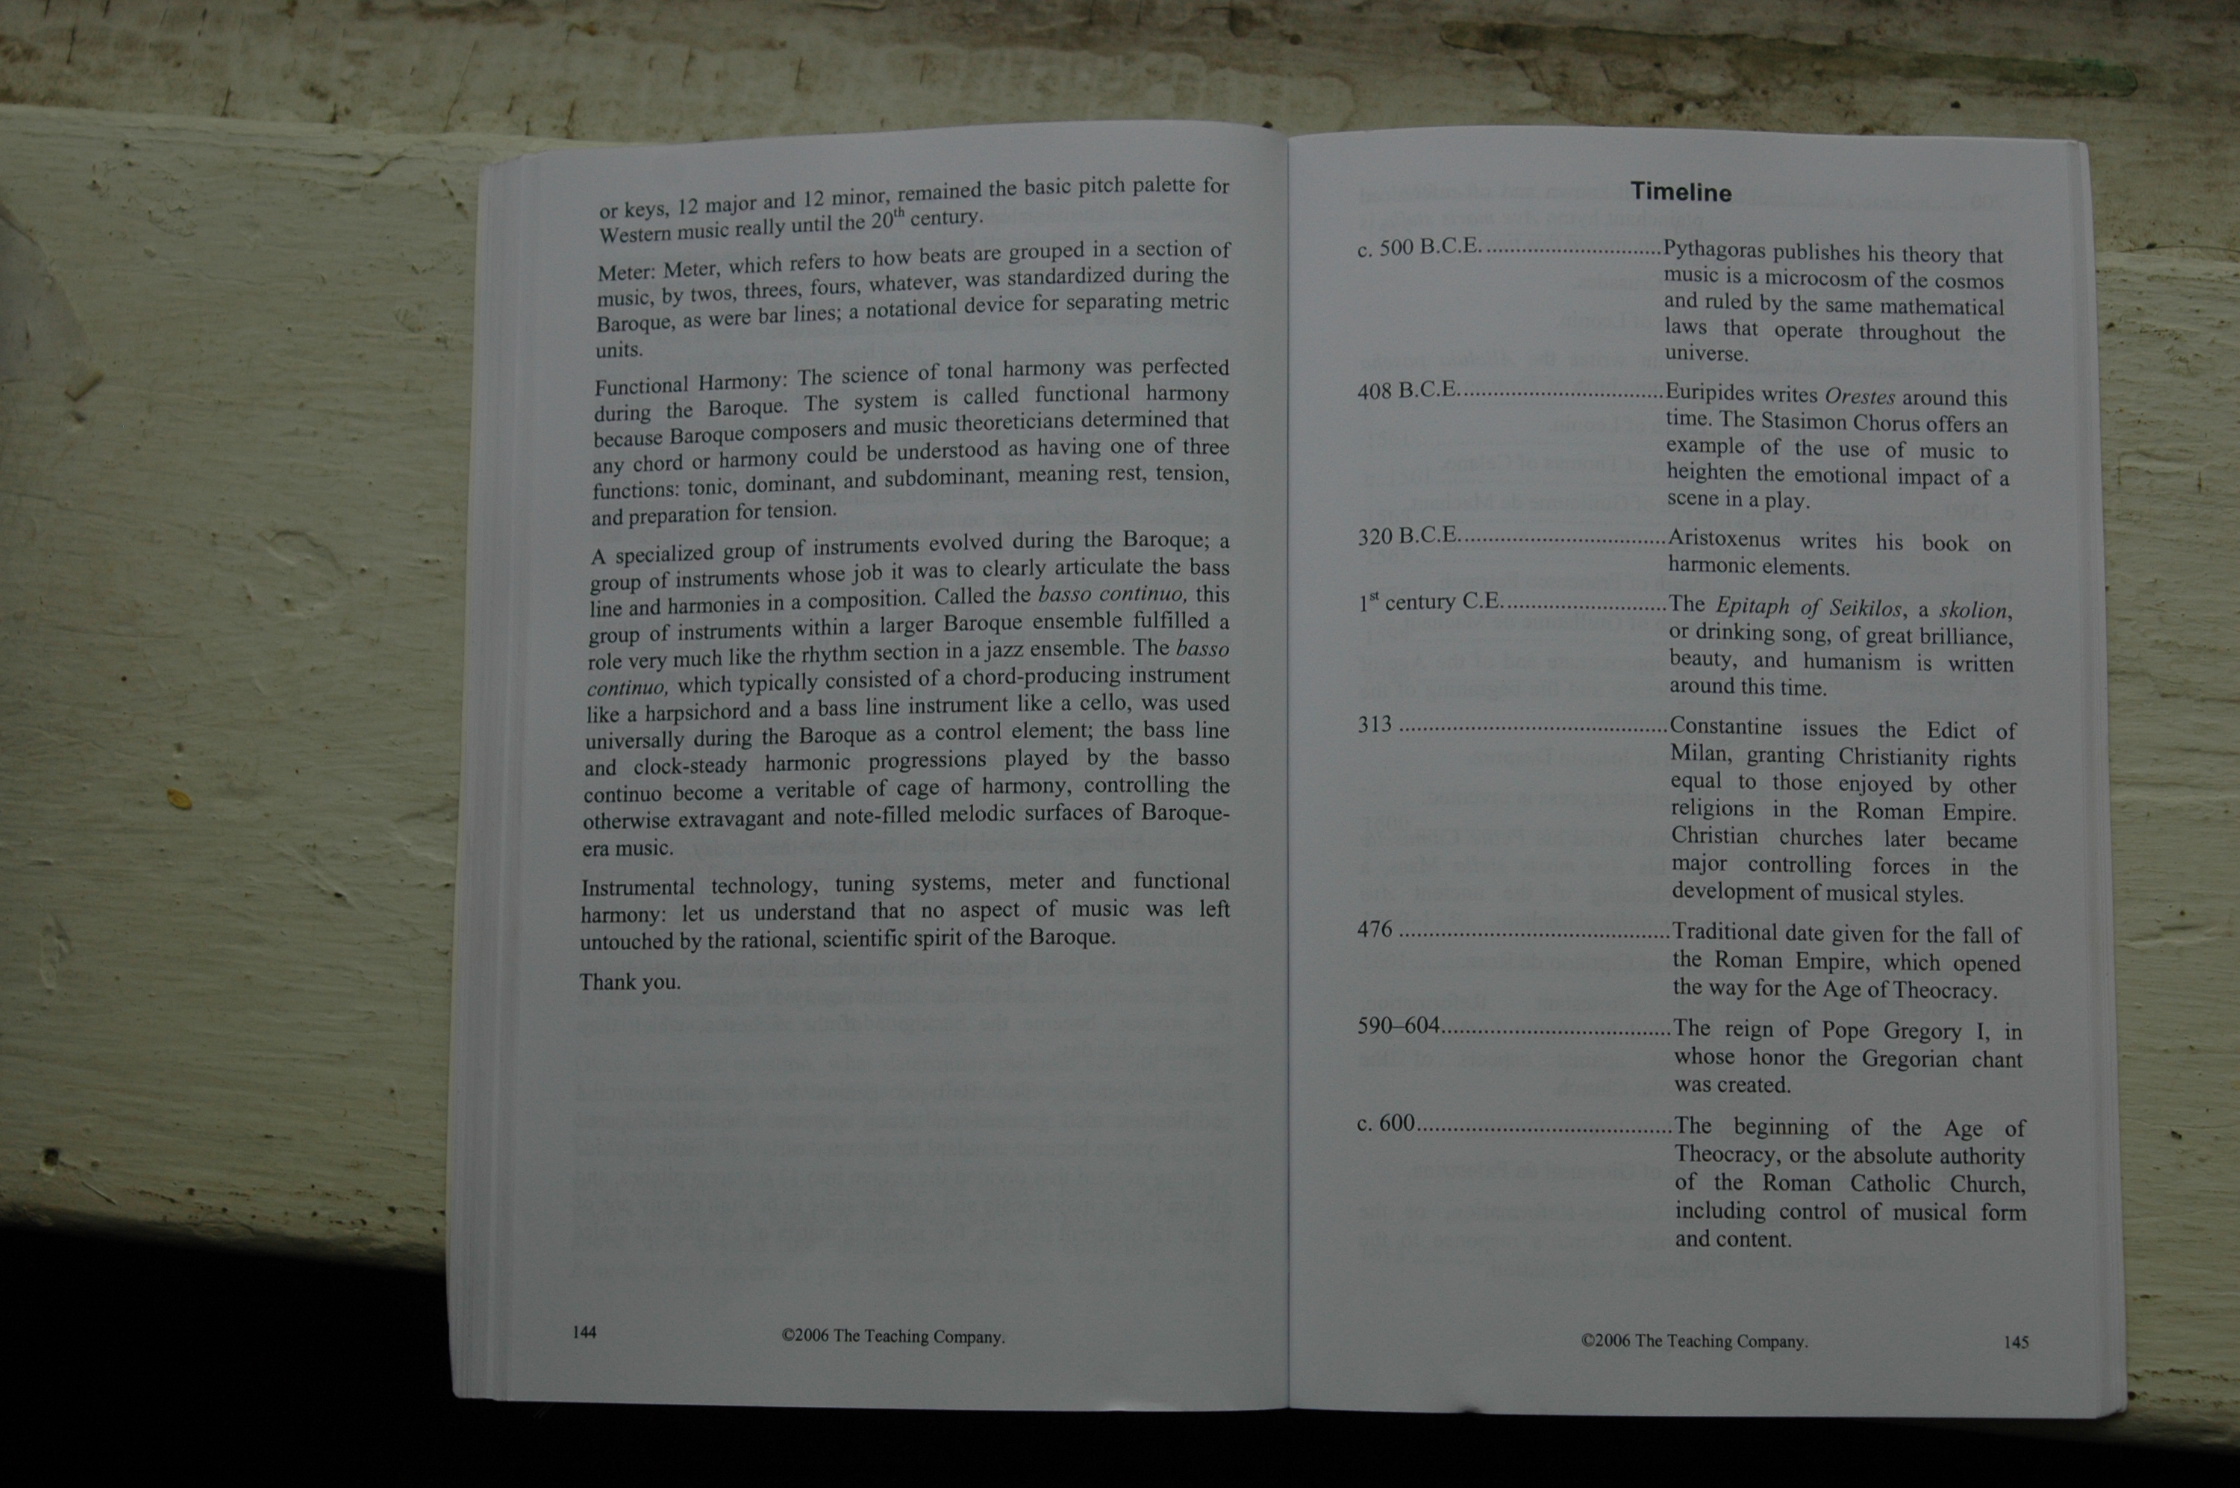 or keys, 12 major and 12 minor, remained the basic pitch palette for
Western music really until the 20th century.
Meter: Meter, which refers to how beats are grouped in a section of
music, by twos, threes, fours, whatever, was standardized during the
Baroque, as were bar lines; a notational device for separating metric
units.
Functional Harmony: The science of tonal harmony was perfected
during the Baroque. The system is called functional harmony
because Baroque composers and music theoreticians determined that
any chord or harmony could be understood as having one of three
functions: tonic, dominant, and subdominant, meaning rest, tension,
and preparation for tension.
A specialized group of instruments evolved during the Baroque; a
group of instruments whose job it was to clearly articulate the bass
line and harmonies in a composition. Called the basso continuo, this
group of instruments within a larger Baroque ensemble fulfilled a
role very much like the rhythm section in a jazz ensemble. The basso
continuo, which typically consisted of a chord-producing instrument
like a harpsichord and a bass line instrument like a cello, was used
universally during the Baroque as a control element; the bass line
and clock-steady harmonic progressions played by the basso
continuo become a veritable of cage of harmony, controlling the
otherwise extravagant and note-filled melodic surfaces of Baroque-
era music.
Instrumental technology, tuning systems, meter and functional
harmony: let us understand that no aspect of music was left
untouched by the rational, scientific spirit of the Baroque.
Thank you.
144
©2006 The Teaching Company.
Timeline
c. 500 B.C.E. ..............................Pythagoras publishes his theory that
music is a microcosm of the cosmos
and ruled by the same mathematical
laws that operate throughout the
universe.
408 B.C.E...................................Euripides writes Orestes around this
time. The Stasimon Chorus offers an
example of the use of music to
heighten the emotional impact of a
scene in a play.
320 B.C.E...................................Aristoxenus writes his book on
harmonic elements.
1st century C.E............................The Epitaph of Seikilos, a skolion,
or drinking song, of great brilliance,
beauty, and humanism is written
around this time.
313 .............................................Constantine issues the Edict of
Milan, granting Christianity rights
equal to those enjoyed by other
religions in the Roman Empire.
Christian churches later became
major controlling forces in the
development of musical styles.
476 .............................................Traditional date given for the fall of
the Roman Empire, which opened
the way for the Age of Theocracy.
590–604......................................The reign of Pope Gregory I, in
whose honor the Gregorian chant
was created.
c. 600...........................................The beginning of the Age of
Theocracy, or the absolute authority
of the Roman Catholic Church,
including control of musical form
and content.
©2006 The Teaching Company.
145